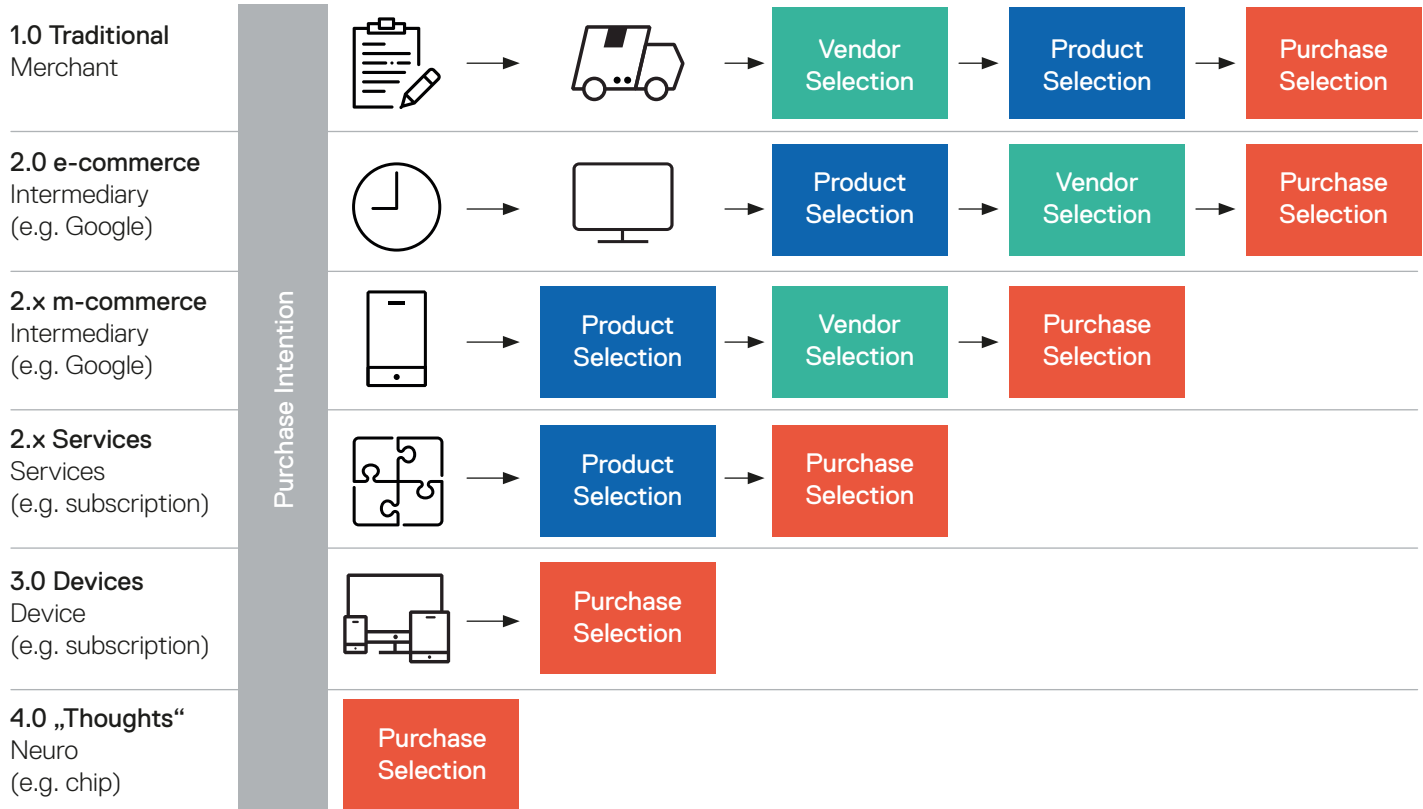 1.0 Traditional
Merchant
Vendor
Selection
Product
Selection
Purchase
Selection
2.0 e-commerce
Intermediary
(e.g. Google)
Product
Selection
Vendor
Selection
Purchase
Selection
2.x m-commerce
Intermediary
(e.g. Google)
Product
Selection
Vendor
Selection
Purchase
Selection
2.x Services
Services
(e.g. subscription)
Product
Selection
Purchase
Selection
3.0 Devices
Device
(e.g. subscription)
Purchase
Selection
4.0 „Thoughts“
Neuro
(e.g. chip)
Purchase
Selection
Purchase Intention